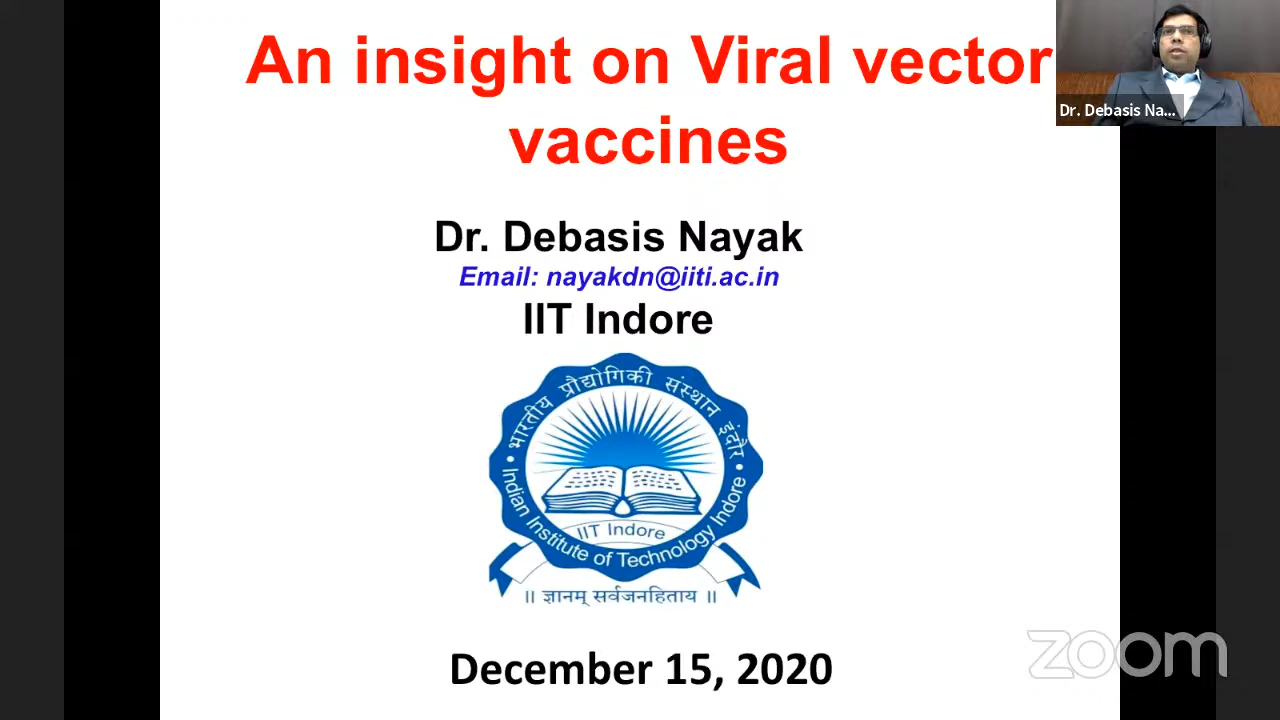 An insight on Viral vector
vaccines
Dr. Debasis Na...
Dr. Debasis Nayak
Email: nayakdn@iiti.ac.in
IIT Indore
भारतीय प्रौद्योगिकी संस्थान इंदौर
IIT Indore
Indian Institute of Technology Indore
॥ ज्ञानम् सर्वजनहिताय ॥
zoom
December 15, 2020